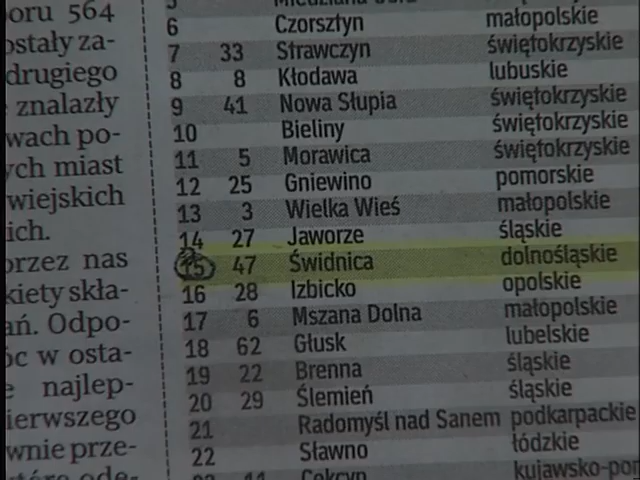 oru 564
ostały za-
drugiego
znalazły
wach po-
ych miast
wiejskich
ich.
orzez nas
kiety skła-
ań. Odpo-
óc w osta-
e najlep-
ierwszego
wnie prze-
6 Czorsztyn małopolskie
7 33 Strawczyn świętokrzyskie
8 8 Kłodawa lubuskie
9 41 Nowa Słupia świętokrzyskie
10 Bieliny świętokrzyskie
11 5 Morawica świętokrzyskie
12 25 Gniewino pomorskie
13 3 Wielka Wieś małopolskie
14 27 Jaworze śląskie
15 47 Świdnica dolnośląskie
16 28 Izbicko opolskie
17 6 Mszana Dolna małopolskie
18 62 Głusk lubelskie
19 22 Brenna śląskie
20 29 Ślemień śląskie
21 Radomyśl nad Sanem podkarpackie
22 Sławno łódzkie
kujawsko-pom